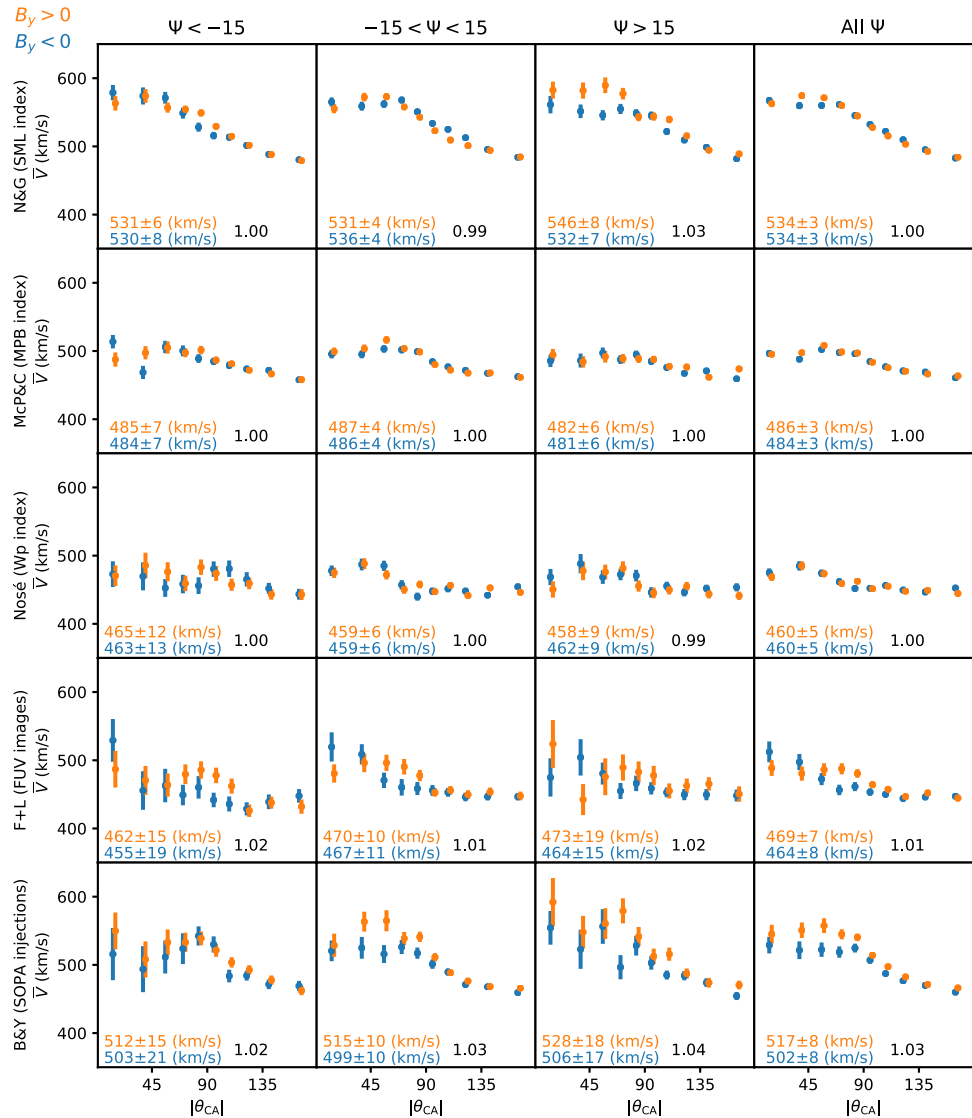 B_y > 0
B_y < 0
Ψ < −15
−15 < Ψ < 15
Ψ > 15
All Ψ
N&G (SML index)
V̅ (km/s)
600
500
400
531±6 (km/s)
530±8 (km/s)
1.00
531±4 (km/s)
536±4 (km/s)
0.99
546±8 (km/s)
532±7 (km/s)
1.03
534±3 (km/s)
534±3 (km/s)
1.00
McP&C (MPB index)
V̅ (km/s)
600
500
400
485±7 (km/s)
484±7 (km/s)
1.00
487±4 (km/s)
486±4 (km/s)
1.00
482±6 (km/s)
481±6 (km/s)
1.00
486±3 (km/s)
484±3 (km/s)
1.00
Nosé (Wp index)
V̅ (km/s)
600
500
400
465±12 (km/s)
463±13 (km/s)
1.00
459±6 (km/s)
459±6 (km/s)
1.00
458±9 (km/s)
462±9 (km/s)
0.99
460±5 (km/s)
460±5 (km/s)
1.00
F+L (FUV images)
V̅ (km/s)
600
500
400
462±15 (km/s)
455±19 (km/s)
1.02
470±10 (km/s)
467±11 (km/s)
1.01
473±19 (km/s)
464±15 (km/s)
1.02
469±7 (km/s)
464±8 (km/s)
1.01
B&Y (SOPA injections)
V̅ (km/s)
600
500
400
512±15 (km/s)
503±21 (km/s)
1.02
515±10 (km/s)
499±10 (km/s)
1.03
528±18 (km/s)
506±17 (km/s)
1.04
517±8 (km/s)
502±8 (km/s)
1.03
45 90 135
45 90 135
45 90 135
45 90 135
|θ_CA|
|θ_CA|
|θ_CA|
|θ_CA|